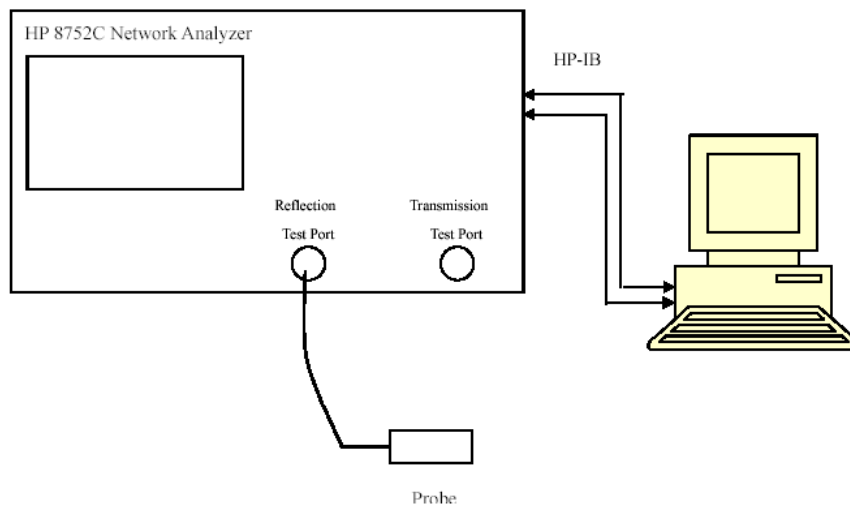 HP 8752C Network Analyzer
HP-IB
Reflection
Test Port
Transmission
Test Port
Probe